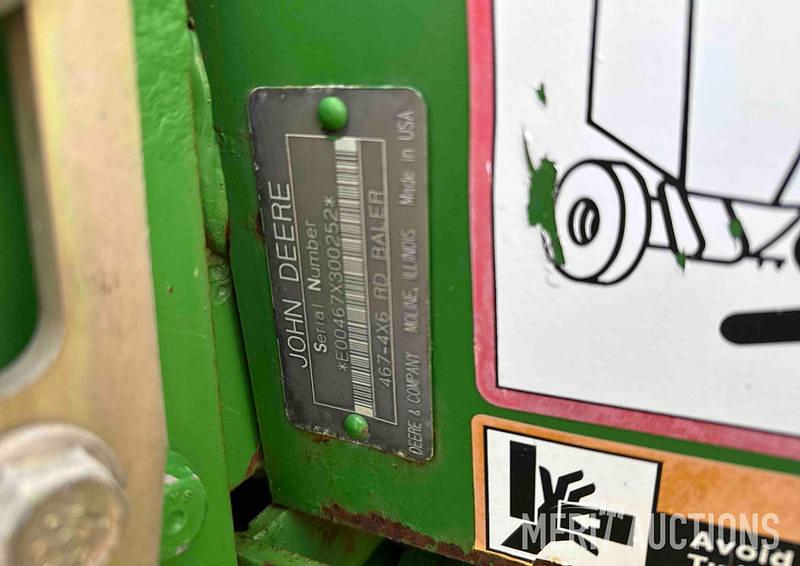 JOHN DEERE
Serial Number
*E00467X300252*
467-4X6 RD BALER
DEERE & COMPANY MOLINE, ILLINOIS Made in USA
Avoid
MERIT AUCTIONS